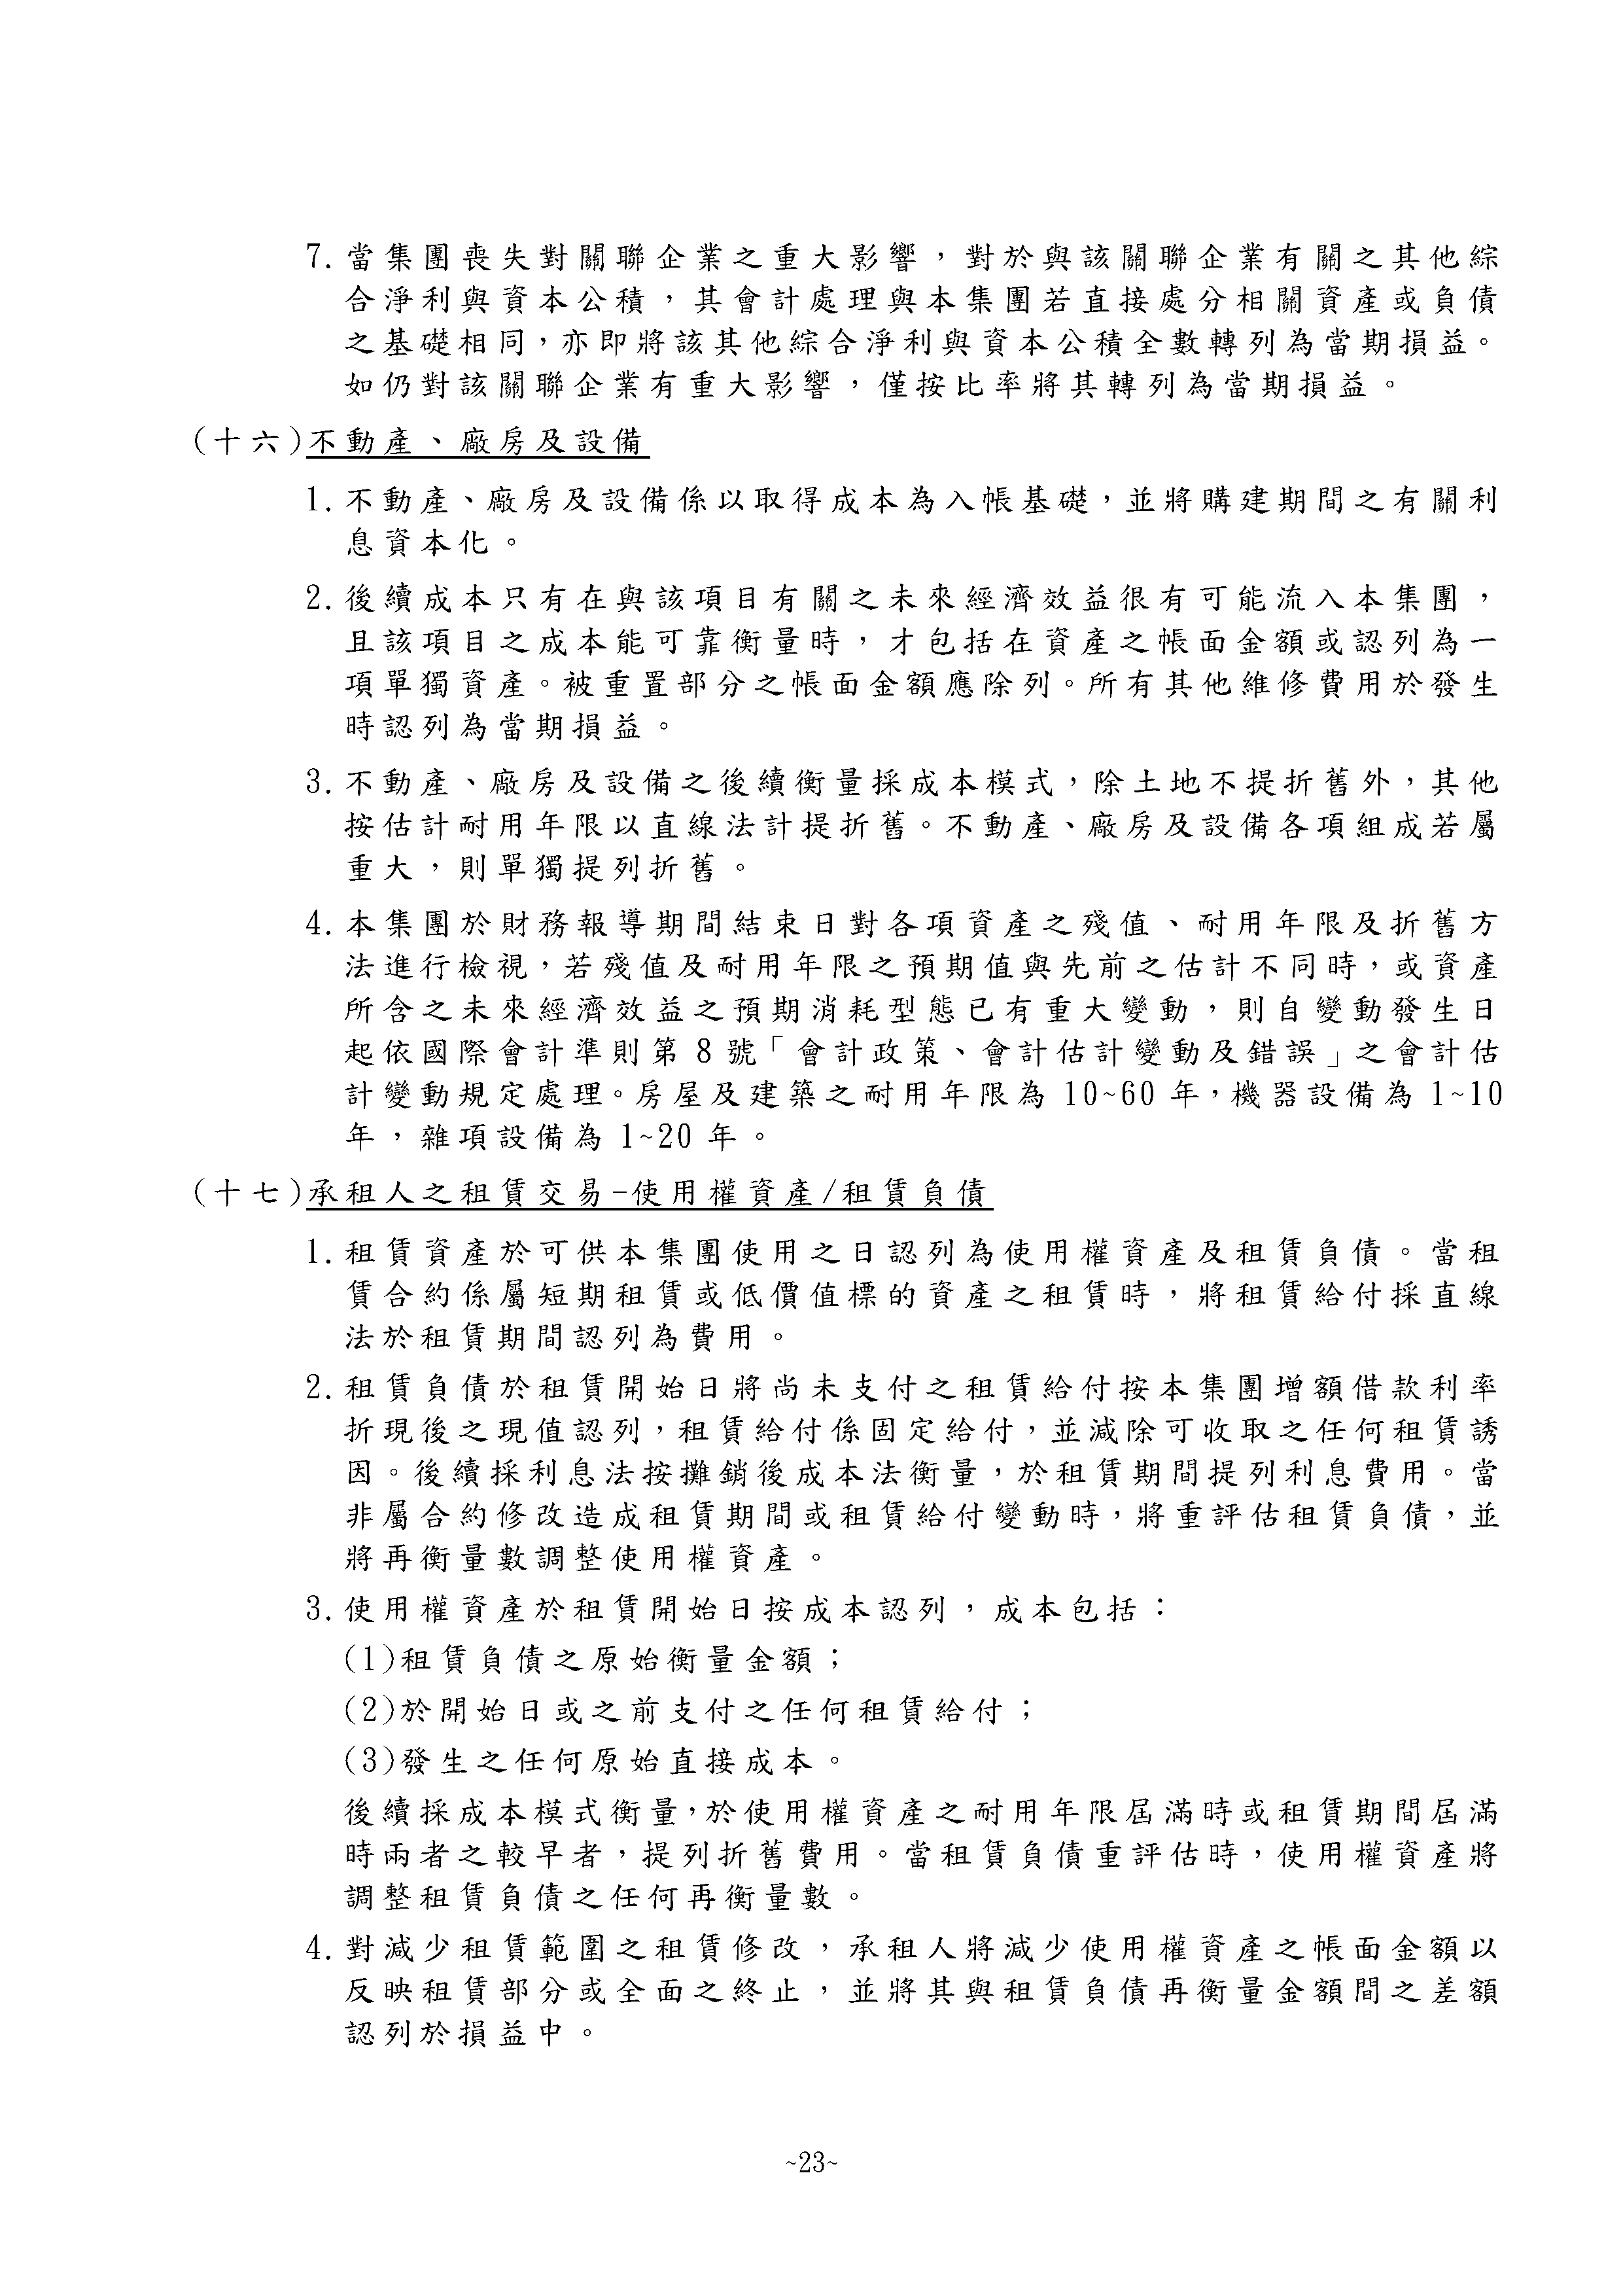 7.當集團喪失對關聯企業之重大影響，對於與該關聯企業有關之其他綜
合淨利與資本公積，其會計處理與本集團若直接處分相關資產或負債
之基礎相同，亦即將該其他綜合淨利與資本公積全數轉列為當期損益。
如仍對該關聯企業有重大影響，僅按比率將其轉列為當期損益。
(十六)不動產、廠房及設備
1.不動產、廠房及設備係以取得成本為入帳基礎，並將購建期間之有關利
息資本化。
2.後續成本只有在與該項目有關之未來經濟效益很有可能流入本集團，
且該項目之成本能可靠衡量時，才包括在資產之帳面金額或認列為一
項單獨資產。被重置部分之帳面金額應除列。所有其他維修費用於發生
時認列為當期損益。
3.不動產、廠房及設備之後續衡量採成本模式，除土地不提折舊外，其他
按估計耐用年限以直線法計提折舊。不動產、廠房及設備各項組成若屬
重大，則單獨提列折舊。
4.本集團於財務報導期間結束日對各項資產之殘值、耐用年限及折舊方
法進行檢視，若殘值及耐用年限之預期值與先前之估計不同時，或資產
所含之未來經濟效益之預期消耗型態已有重大變動，則自變動發生日
起依國際會計準則第 8 號「會計政策、會計估計變動及錯誤」之會計估
計變動規定處理。房屋及建築之耐用年限為 10~60 年，機器設備為 1~10
年，雜項設備為 1~20 年。
(十七)承租人之租賃交易-使用權資產/租賃負債
1.租賃資產於可供本集團使用之日認列為使用權資產及租賃負債。當租
賃合約係屬短期租賃或低價值標的資產之租賃時，將租賃給付採直線
法於租賃期間認列為費用。
2.租賃負債於租賃開始日將尚未支付之租賃給付按本集團增額借款利率
折現後之現值認列，租賃給付係固定給付，並減除可收取之任何租賃誘
因。後續採利息法按攤銷後成本法衡量，於租賃期間提列利息費用。當
非屬合約修改造成租賃期間或租賃給付變動時，將重評估租賃負債，並
將再衡量數調整使用權資產。
3.使用權資產於租賃開始日按成本認列，成本包括：
(1)租賃負債之原始衡量金額；
(2)於開始日或之前支付之任何租賃給付；
(3)發生之任何原始直接成本。
後續採成本模式衡量，於使用權資產之耐用年限屆滿時或租賃期間屆滿
時兩者之較早者，提列折舊費用。當租賃負債重評估時，使用權資產將
調整租賃負債之任何再衡量數。
4.對減少租賃範圍之租賃修改，承租人將減少使用權資產之帳面金額以
反映租賃部分或全面之終止，並將其與租賃負債再衡量金額間之差額
認列於損益中。
~23~